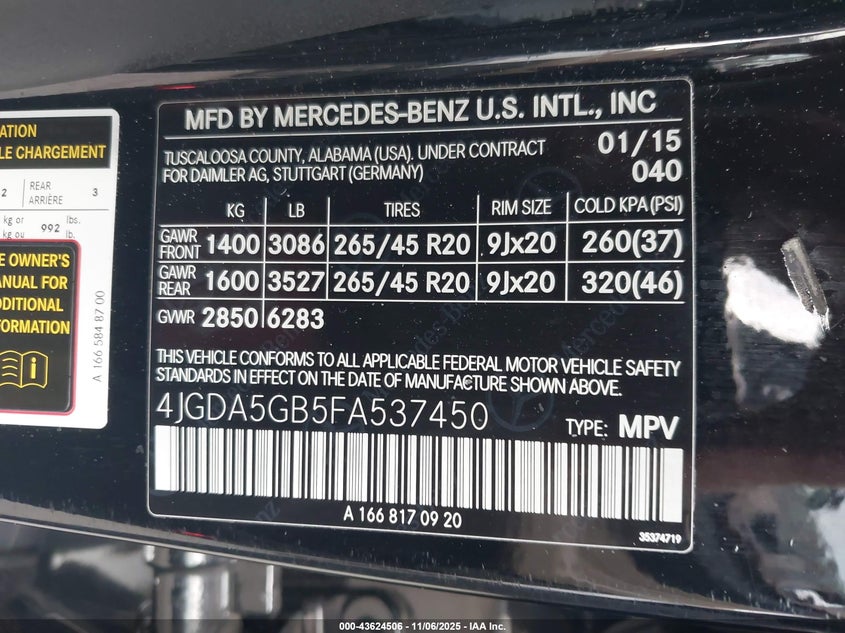 ATION
LE CHARGEMENT
2 REAR ARRIÈRE 3
kg or kg ou 992 lbs. lb.
E OWNER'S
ANUAL FOR
DDITIONAL
FORMATION
A 166 584 87 00
MFD BY MERCEDES-BENZ U.S. INTL., INC
TUSCALOOSA COUNTY, ALABAMA (USA). UNDER CONTRACT 01/15
FOR DAIMLER AG, STUTTGART (GERMANY) 040
KG LB TIRES RIM SIZE COLD KPA(PSI)
GAWR FRONT 1400 3086 265/45 R20 9Jx20 260(37)
GAWR REAR 1600 3527 265/45 R20 9Jx20 320(46)
GVWR 2850 6283
THIS VEHICLE CONFORMS TO ALL APPLICABLE FEDERAL MOTOR VEHICLE SAFETY
STANDARDS IN EFFECT ON THE DATE OF MANUFACTURE SHOWN ABOVE.
4JGDA5GB5FA537450 TYPE: MPV
A 166 817 09 20
35374719
000-43624506 - 11/06/2025 - IAA Inc.